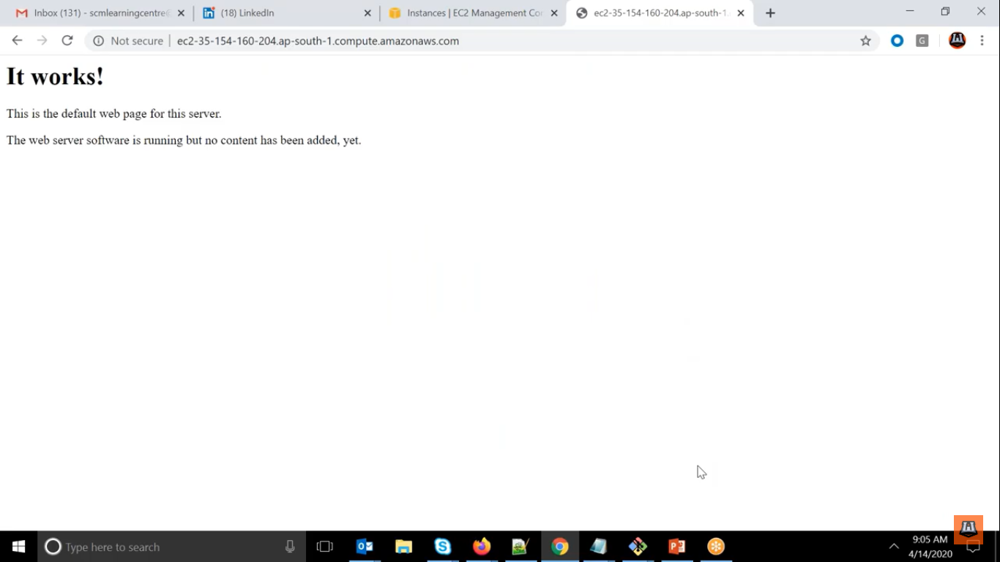 Inbox (131) - scmlearningcentre
(18) LinkedIn
Instances | EC2 Management Co
ec2-35-154-160-204.ap-south-1.
Not secure
ec2-35-154-160-204.ap-south-1.compute.amazonaws.com
G
It works!
This is the default web page for this server.
The web server software is running but no content has been added, yet.
Type here to search
9:05 AM
4/14/2020